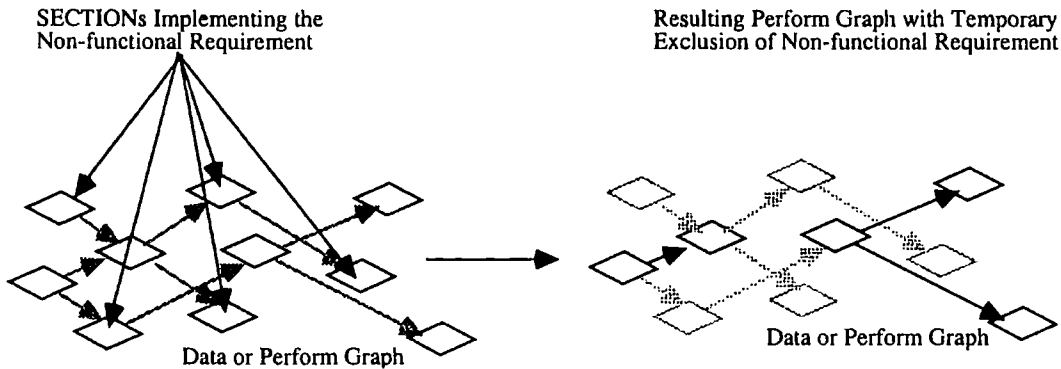 SECTIONs Implementing the
Non-functional Requirement
Resulting Perform Graph with Temporary
Exclusion of Non-functional Requirement
Data or Perform Graph
Data or Perform Graph